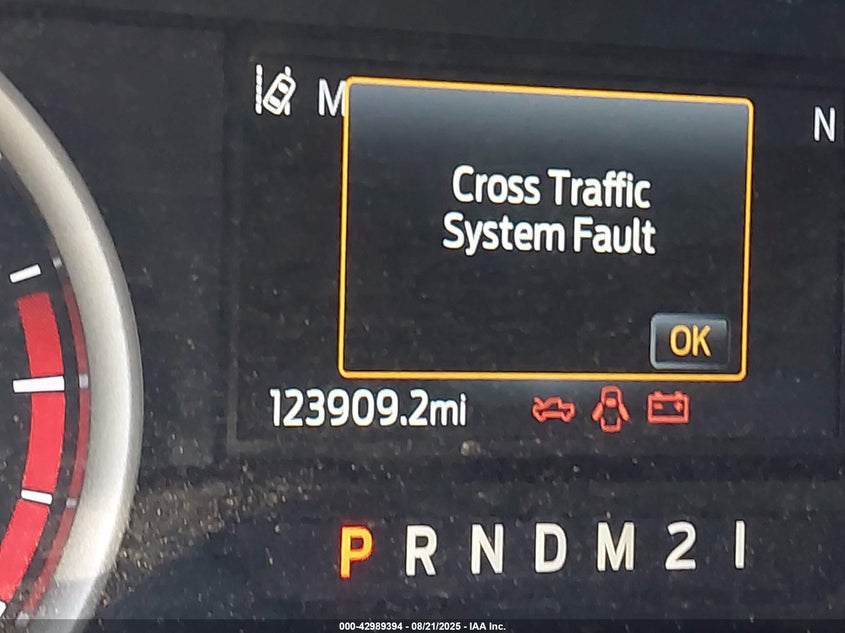 M
N
Cross Traffic
System Fault
OK
123909.2mi
P R N D M 2 1
000-42989394 - 08/21/2025 - IAA Inc.